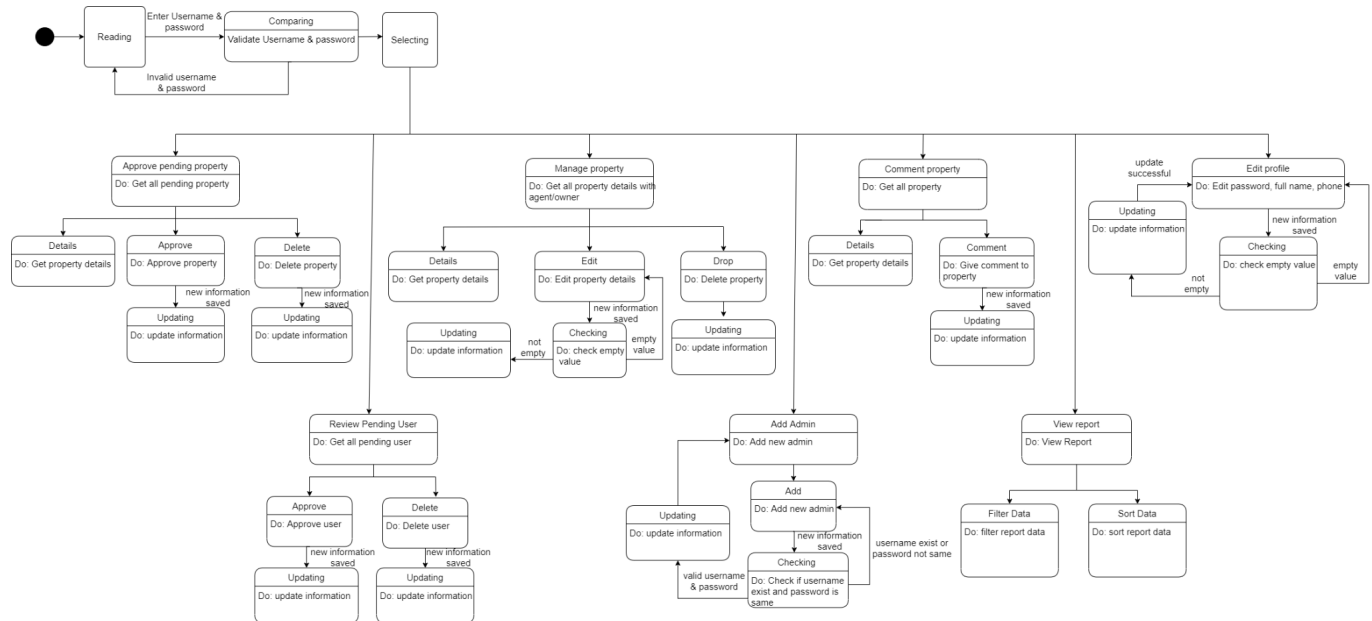 Enter Username &
password
Reading
Comparing
Validate Username & password
Selecting
Invalid username
& password
Approve pending property
Do: Get all pending property
Details
Do: Get property details
Approve
Do: Approve property
Delete
Do: Delete property
new information
saved
new information
saved
Updating
Do: update information
Updating
Do: update information
Manage property
Do: Get all property details with
agent/owner
Details
Do: Get property details
Edit
Do: Edit property details
Drop
Do: Delete property
new information
saved
Updating
Do: update information
not
empty
Checking
Do: check empty
value
empty
value
Updating
Do: update information
Comment property
Do: Get all property
Details
Do: Get property details
Comment
Do: Give comment to
property
new information
saved
Updating
Do: update information
update
successful
Edit profile
Do: Edit password, full name, phone
Updating
Do: update information
new information
saved
Checking
Do: check empty value
not
empty
empty
value
Review Pending User
Do: Get all pending user
Approve
Do: Approve user
Delete
Do: Delete user
new information
saved
new information
saved
Updating
Do: update information
Updating
Do: update information
Add Admin
Do: Add new admin
Add
Do: Add new admin
Updating
Do: update information
new information
saved
username exist or
password not same
Checking
Do: Check if username
exist and password is
same
valid username
& password
View report
Do: View Report
Filter Data
Do: filter report data
Sort Data
Do: sort report data